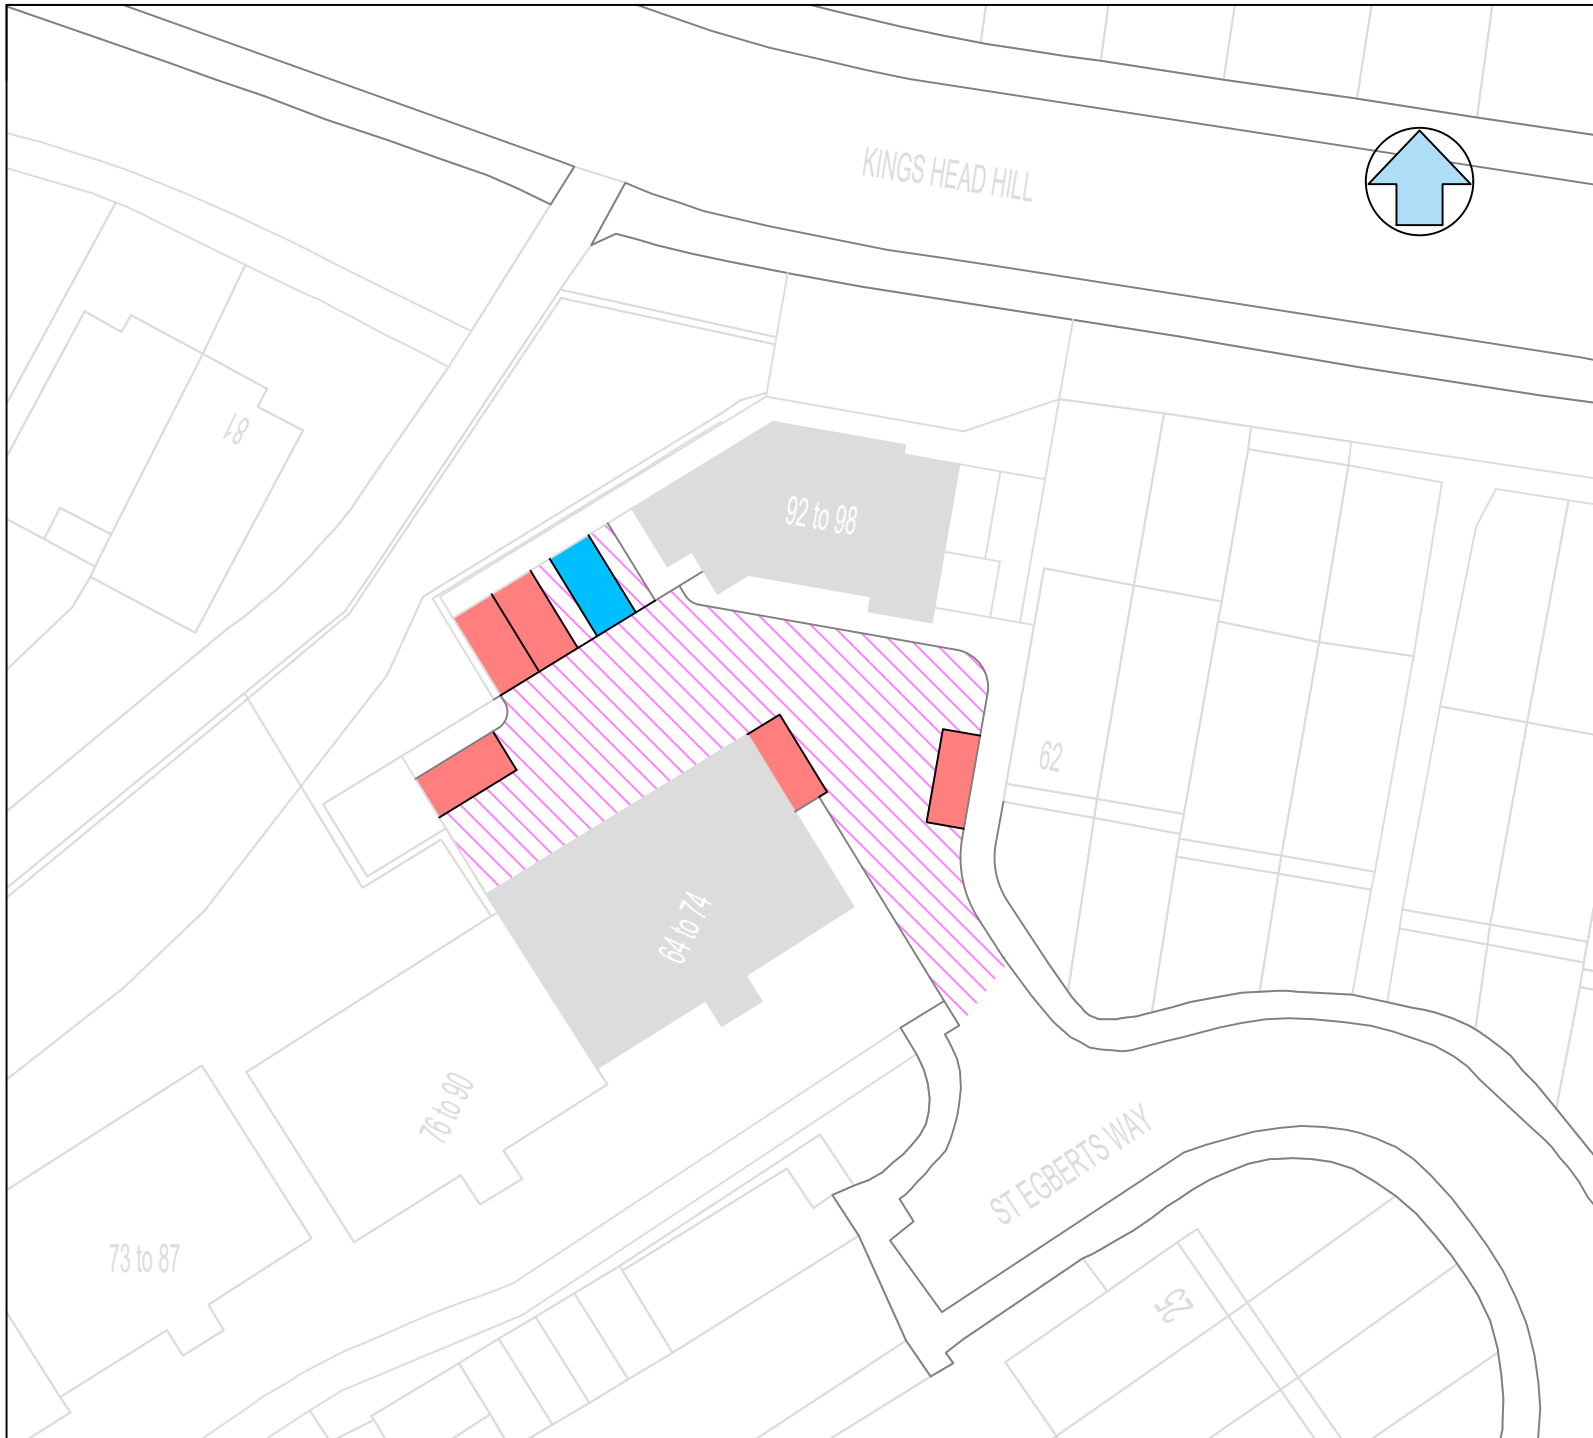 KINGS HEAD HILL
81
92 to 98
62
64 to 74
76 to 90
ST EGBERTS WAY
73 to 87
53